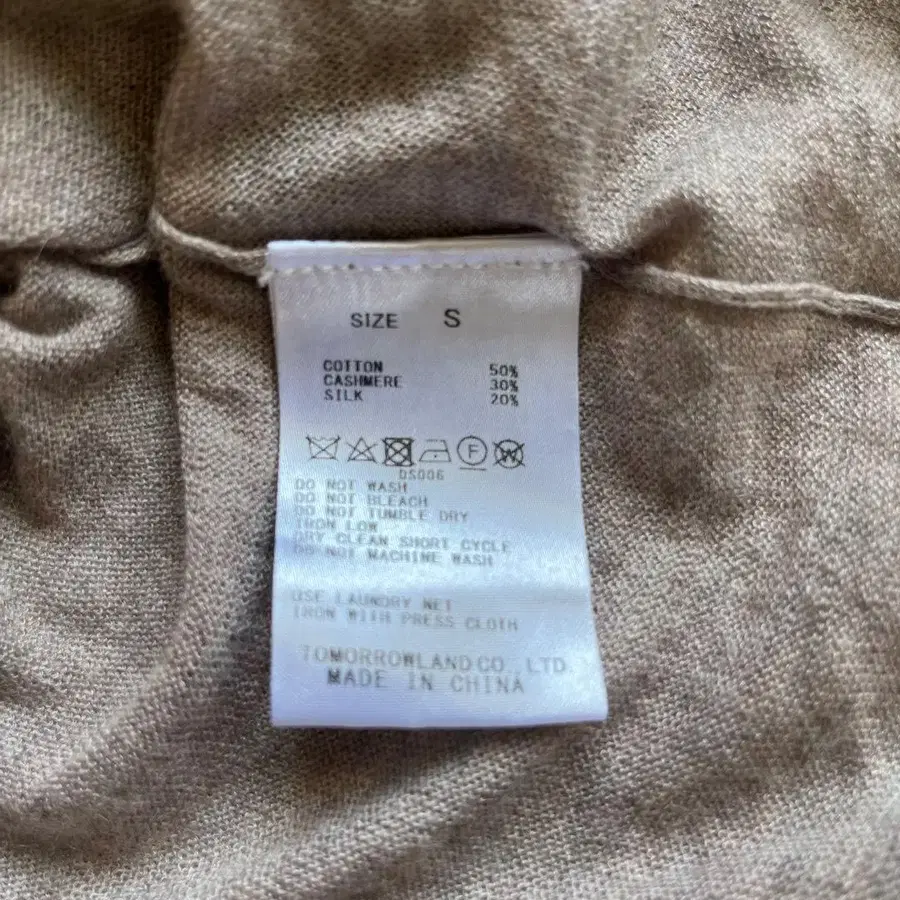 SIZE S
COTTON 50%
CASHMERE 30%
SILK 20%
F W
DS006
DO NOT WASH
DO NOT BLEACH
DO NOT TUMBLE DRY
IRON LOW
DRY CLEAN SHORT CYCLE
DO NOT MACHINE WASH
USE LAUNDRY NET
IRON WITH PRESS CLOTH
TOMORROWLAND CO., LTD.
MADE IN CHINA